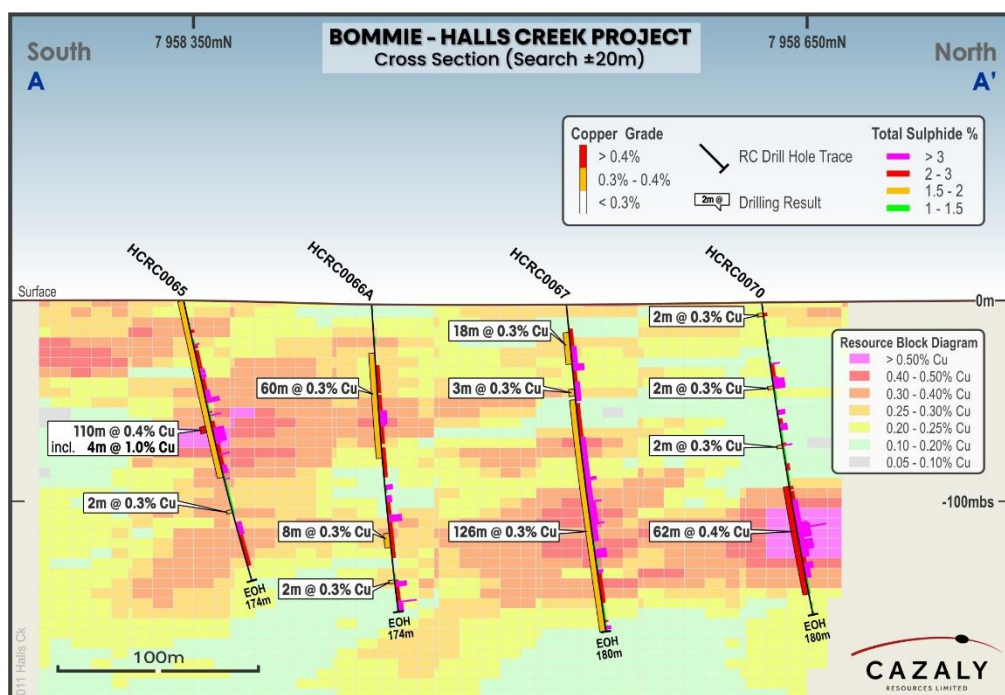 South
A
7 958 350mN
BOMMIE - HALLS CREEK PROJECT
Cross Section (Search ±20m)
7 958 650mN
North
A'
Copper Grade
> 0.4%
0.3% - 0.4%
< 0.3%
RC Drill Hole Trace
2m @
Drilling Result
Total Sulphide %
> 3
2 - 3
1.5 - 2
1 - 1.5
HCRC0065
HCRC0066A
HCRC0067
HCRC0070
Surface
0m
18m @ 0.3% Cu
2m @ 0.3% Cu
60m @ 0.3% Cu
3m @ 0.3% Cu
2m @ 0.3% Cu
110m @ 0.4% Cu
incl. 4m @ 1.0% Cu
2m @ 0.3% Cu
2m @ 0.3% Cu
8m @ 0.3% Cu
126m @ 0.3% Cu
62m @ 0.4% Cu
2m @ 0.3% Cu
Resource Block Diagram
> 0.50% Cu
0.40 - 0.50% Cu
0.30 - 0.40% Cu
0.25 - 0.30% Cu
0.20 - 0.25% Cu
0.10 - 0.20% Cu
0.05 - 0.10% Cu
-100mbs
EOH
174m
EOH
174m
EOH
180m
EOH
180m
100m
011 Halls Ck
CAZALY
RESOURCES LIMITED